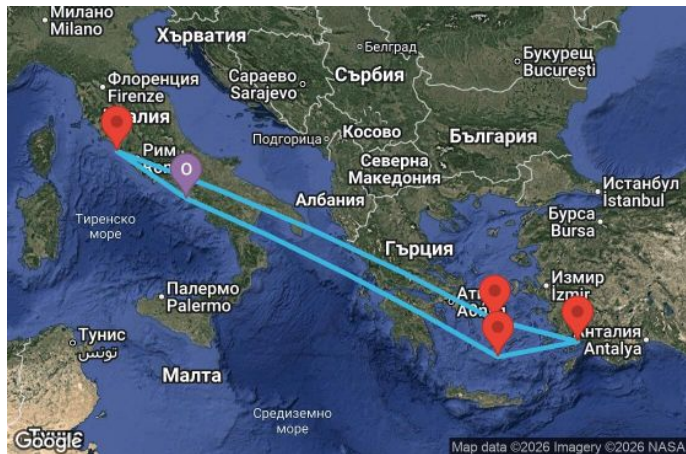 Милано
Milano
Хърватия
Белград
Букурещ
București
Флоренция
Firenze
Сараево
Sarajevo
Сърбия
Подгорица
Косово
България
Рим
Северна
Македония
Истанбул
İstanbul
Албания
Бурса
Bursa
Тиренско
море
Гърция
Измир
İzmir
Палермо
Palermo
Antalya
Тунис
تونس
Малта
Средиземно
море
Google
Map data ©2026 Imagery ©2026 NASA
O